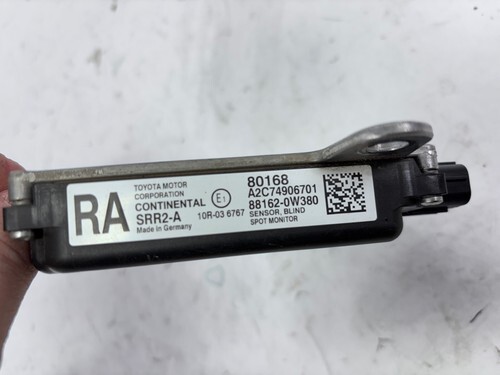 RA
TOYOTA MOTOR
CORPORATION
CONTINENTAL
SRR2-A
Made in Germany
E1
10R-03 6767
80168
A2C74906701
88162-0W380
SENSOR, BLIND
SPOT MONITOR